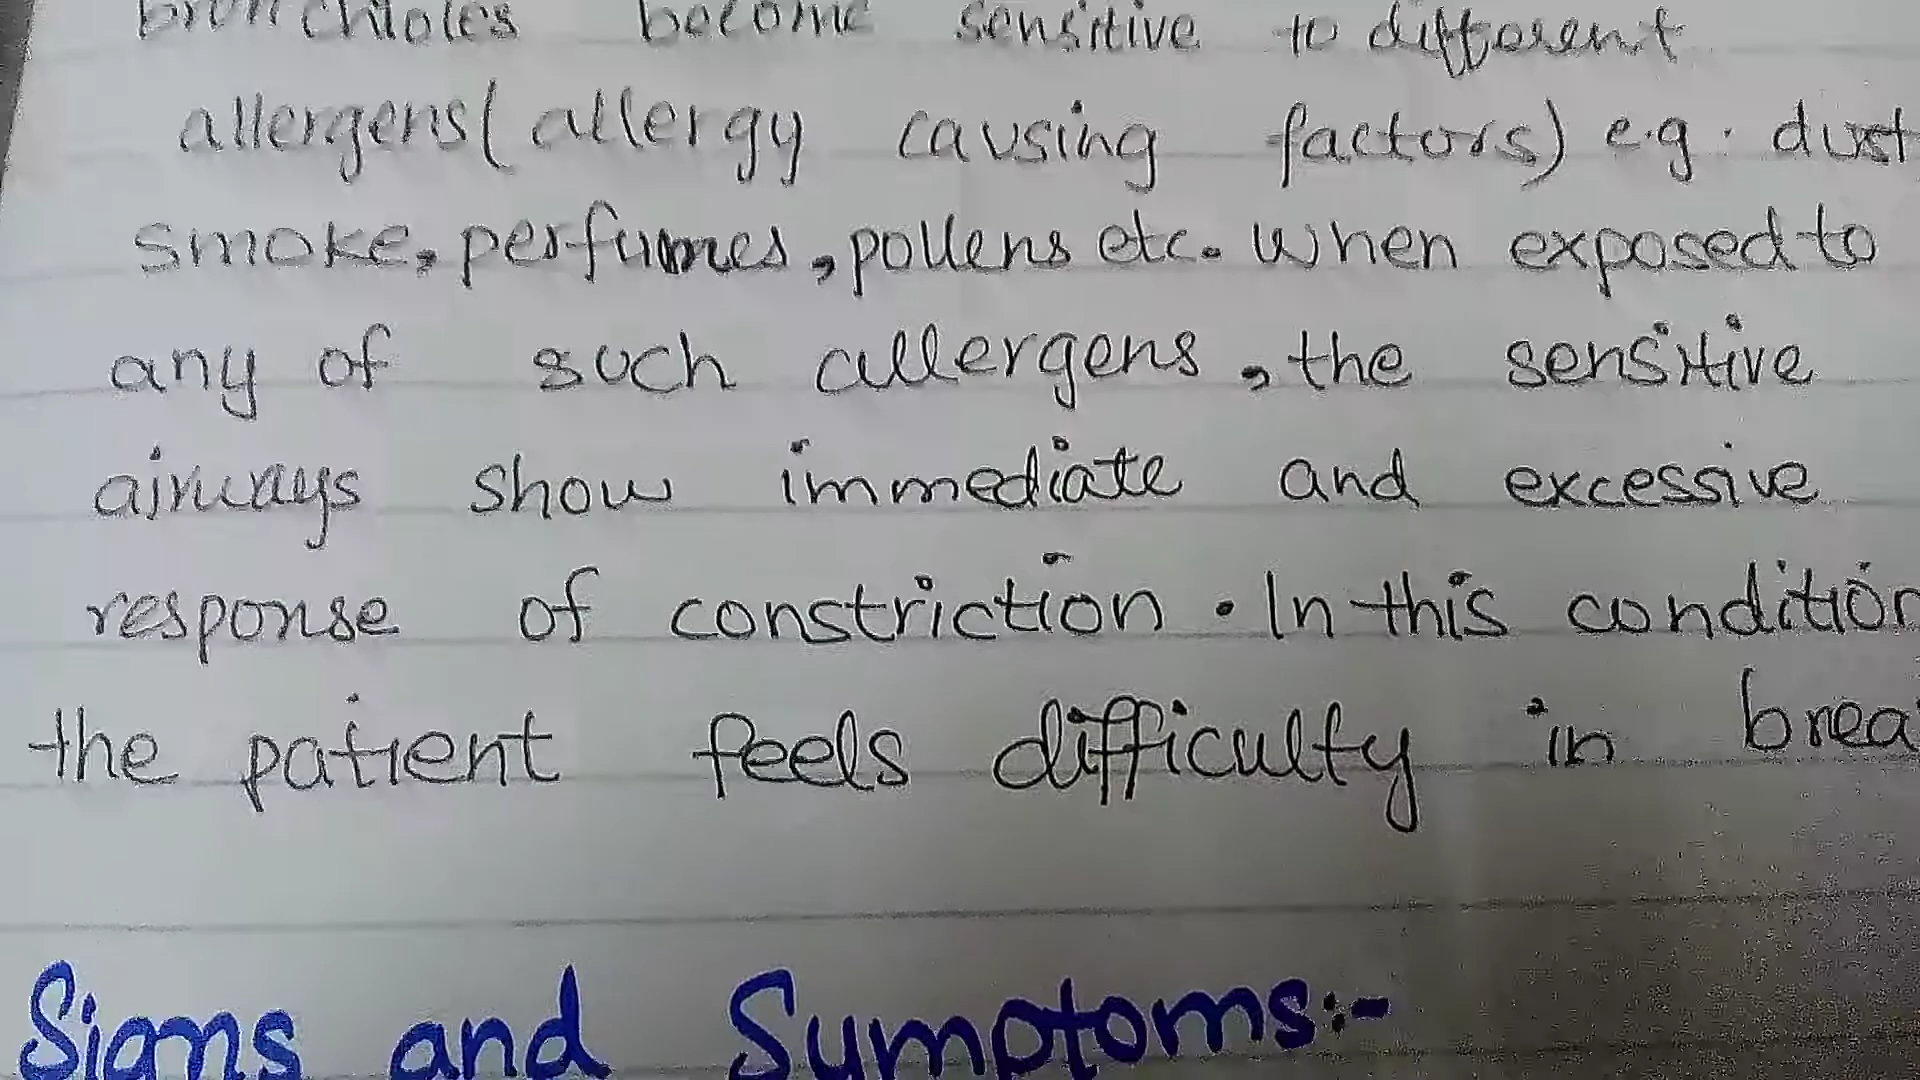 bronchioles become sensitive to different
allergens( allergy causing factors) e.g. dust
smoke, perfumes, pollens etc. When exposed to
any of such allergens, the sensitive
airways show immediate and excessive
response of constriction. In this condition
the patient feels difficulty in brea
Signs and Symptoms:-